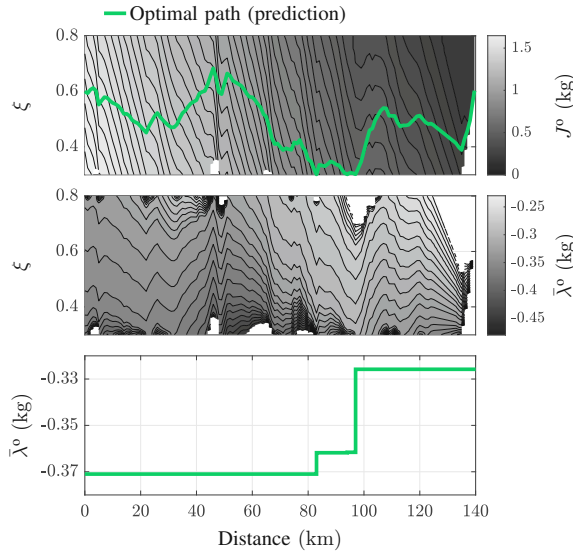 Optimal path (prediction)
0.8
0.6
0.4
ξ
1.5
1
0.5
0
J° (kg)
0.8
0.6
0.4
ξ
-0.25
-0.3
-0.35
-0.4
-0.45
λ̄° (kg)
-0.33
-0.35
-0.37
λ̄° (kg)
0 20 40 60 80 100 120 140
Distance (km)